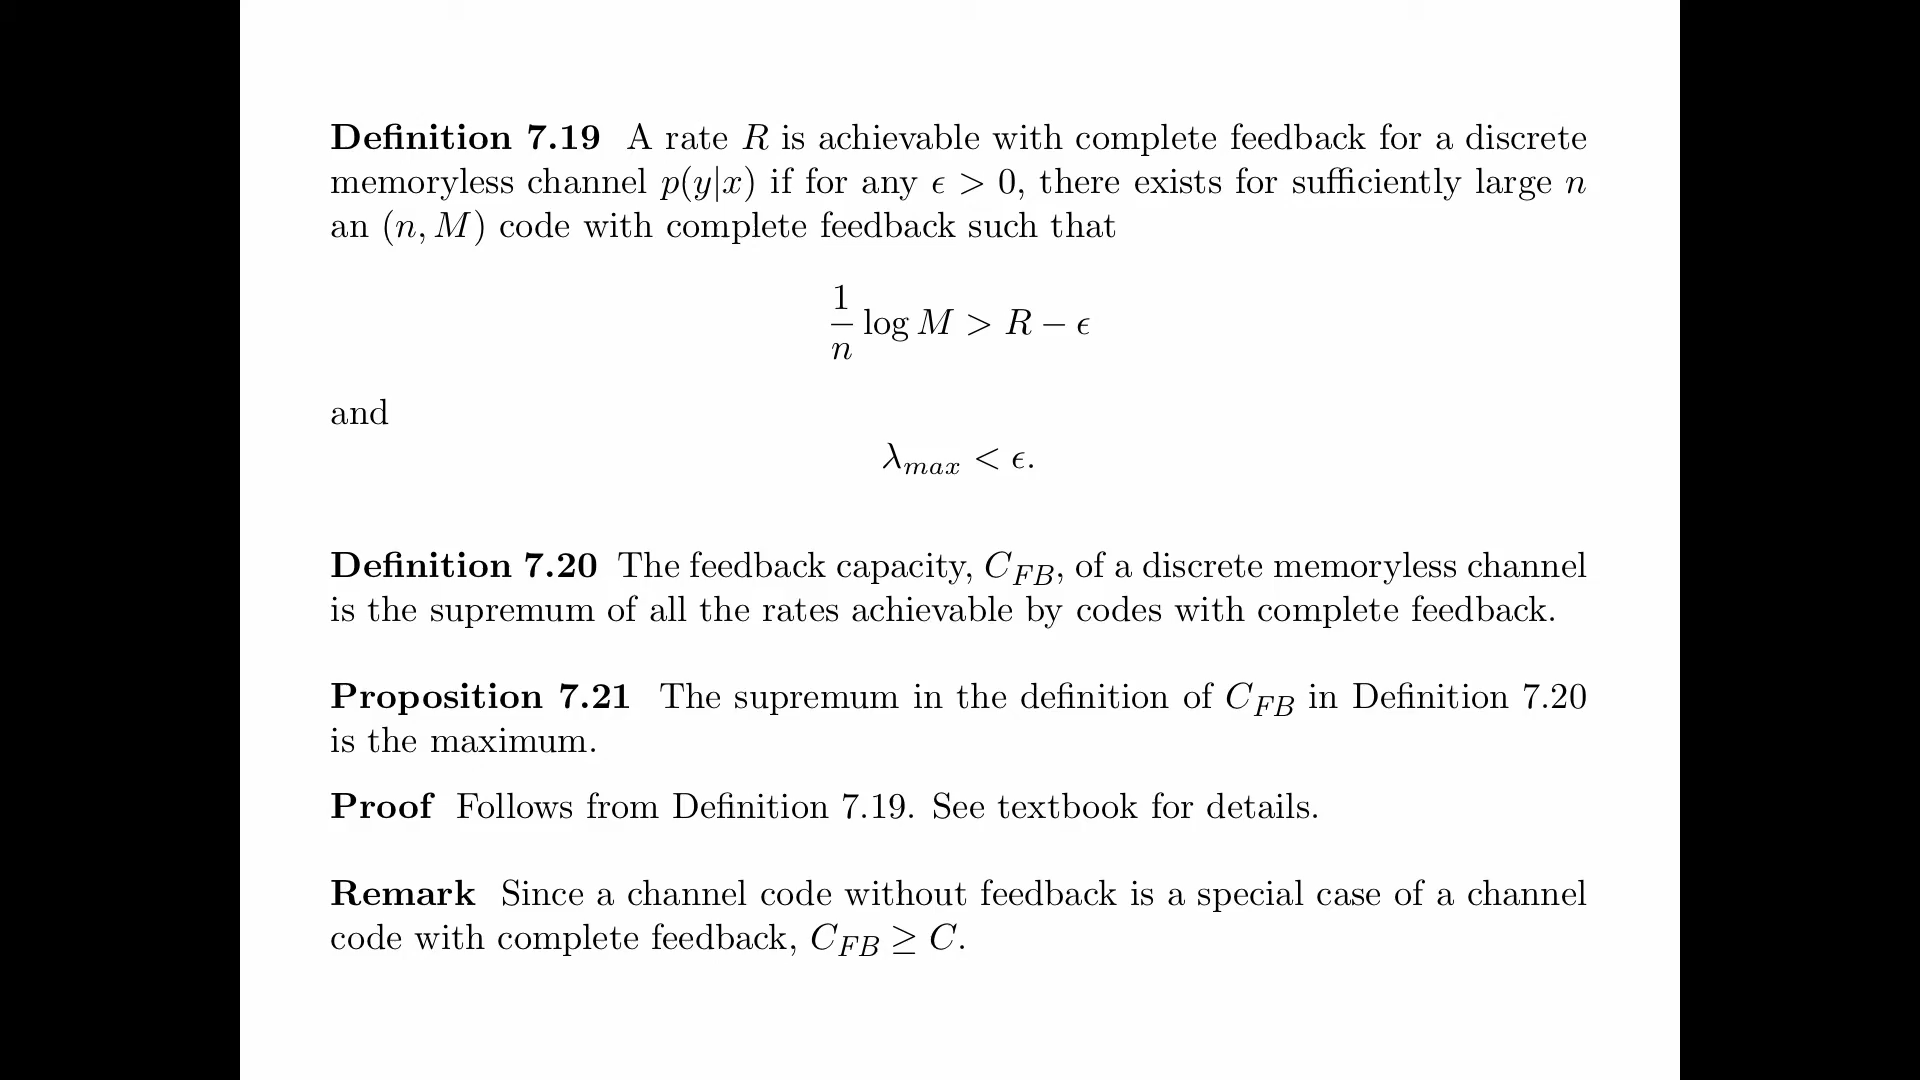 Definition 7.19 A rate R is achievable with complete feedback for a discrete
memoryless channel p(y|x) if for any ϵ > 0, there exists for sufficiently large n
an (n, M) code with complete feedback such that
1/n log M > R − ϵ
and
λ_max < ϵ.
Definition 7.20 The feedback capacity, C_FB, of a discrete memoryless channel
is the supremum of all the rates achievable by codes with complete feedback.
Proposition 7.21 The supremum in the definition of C_FB in Definition 7.20
is the maximum.
Proof Follows from Definition 7.19. See textbook for details.
Remark Since a channel code without feedback is a special case of a channel
code with complete feedback, C_FB ≥ C.